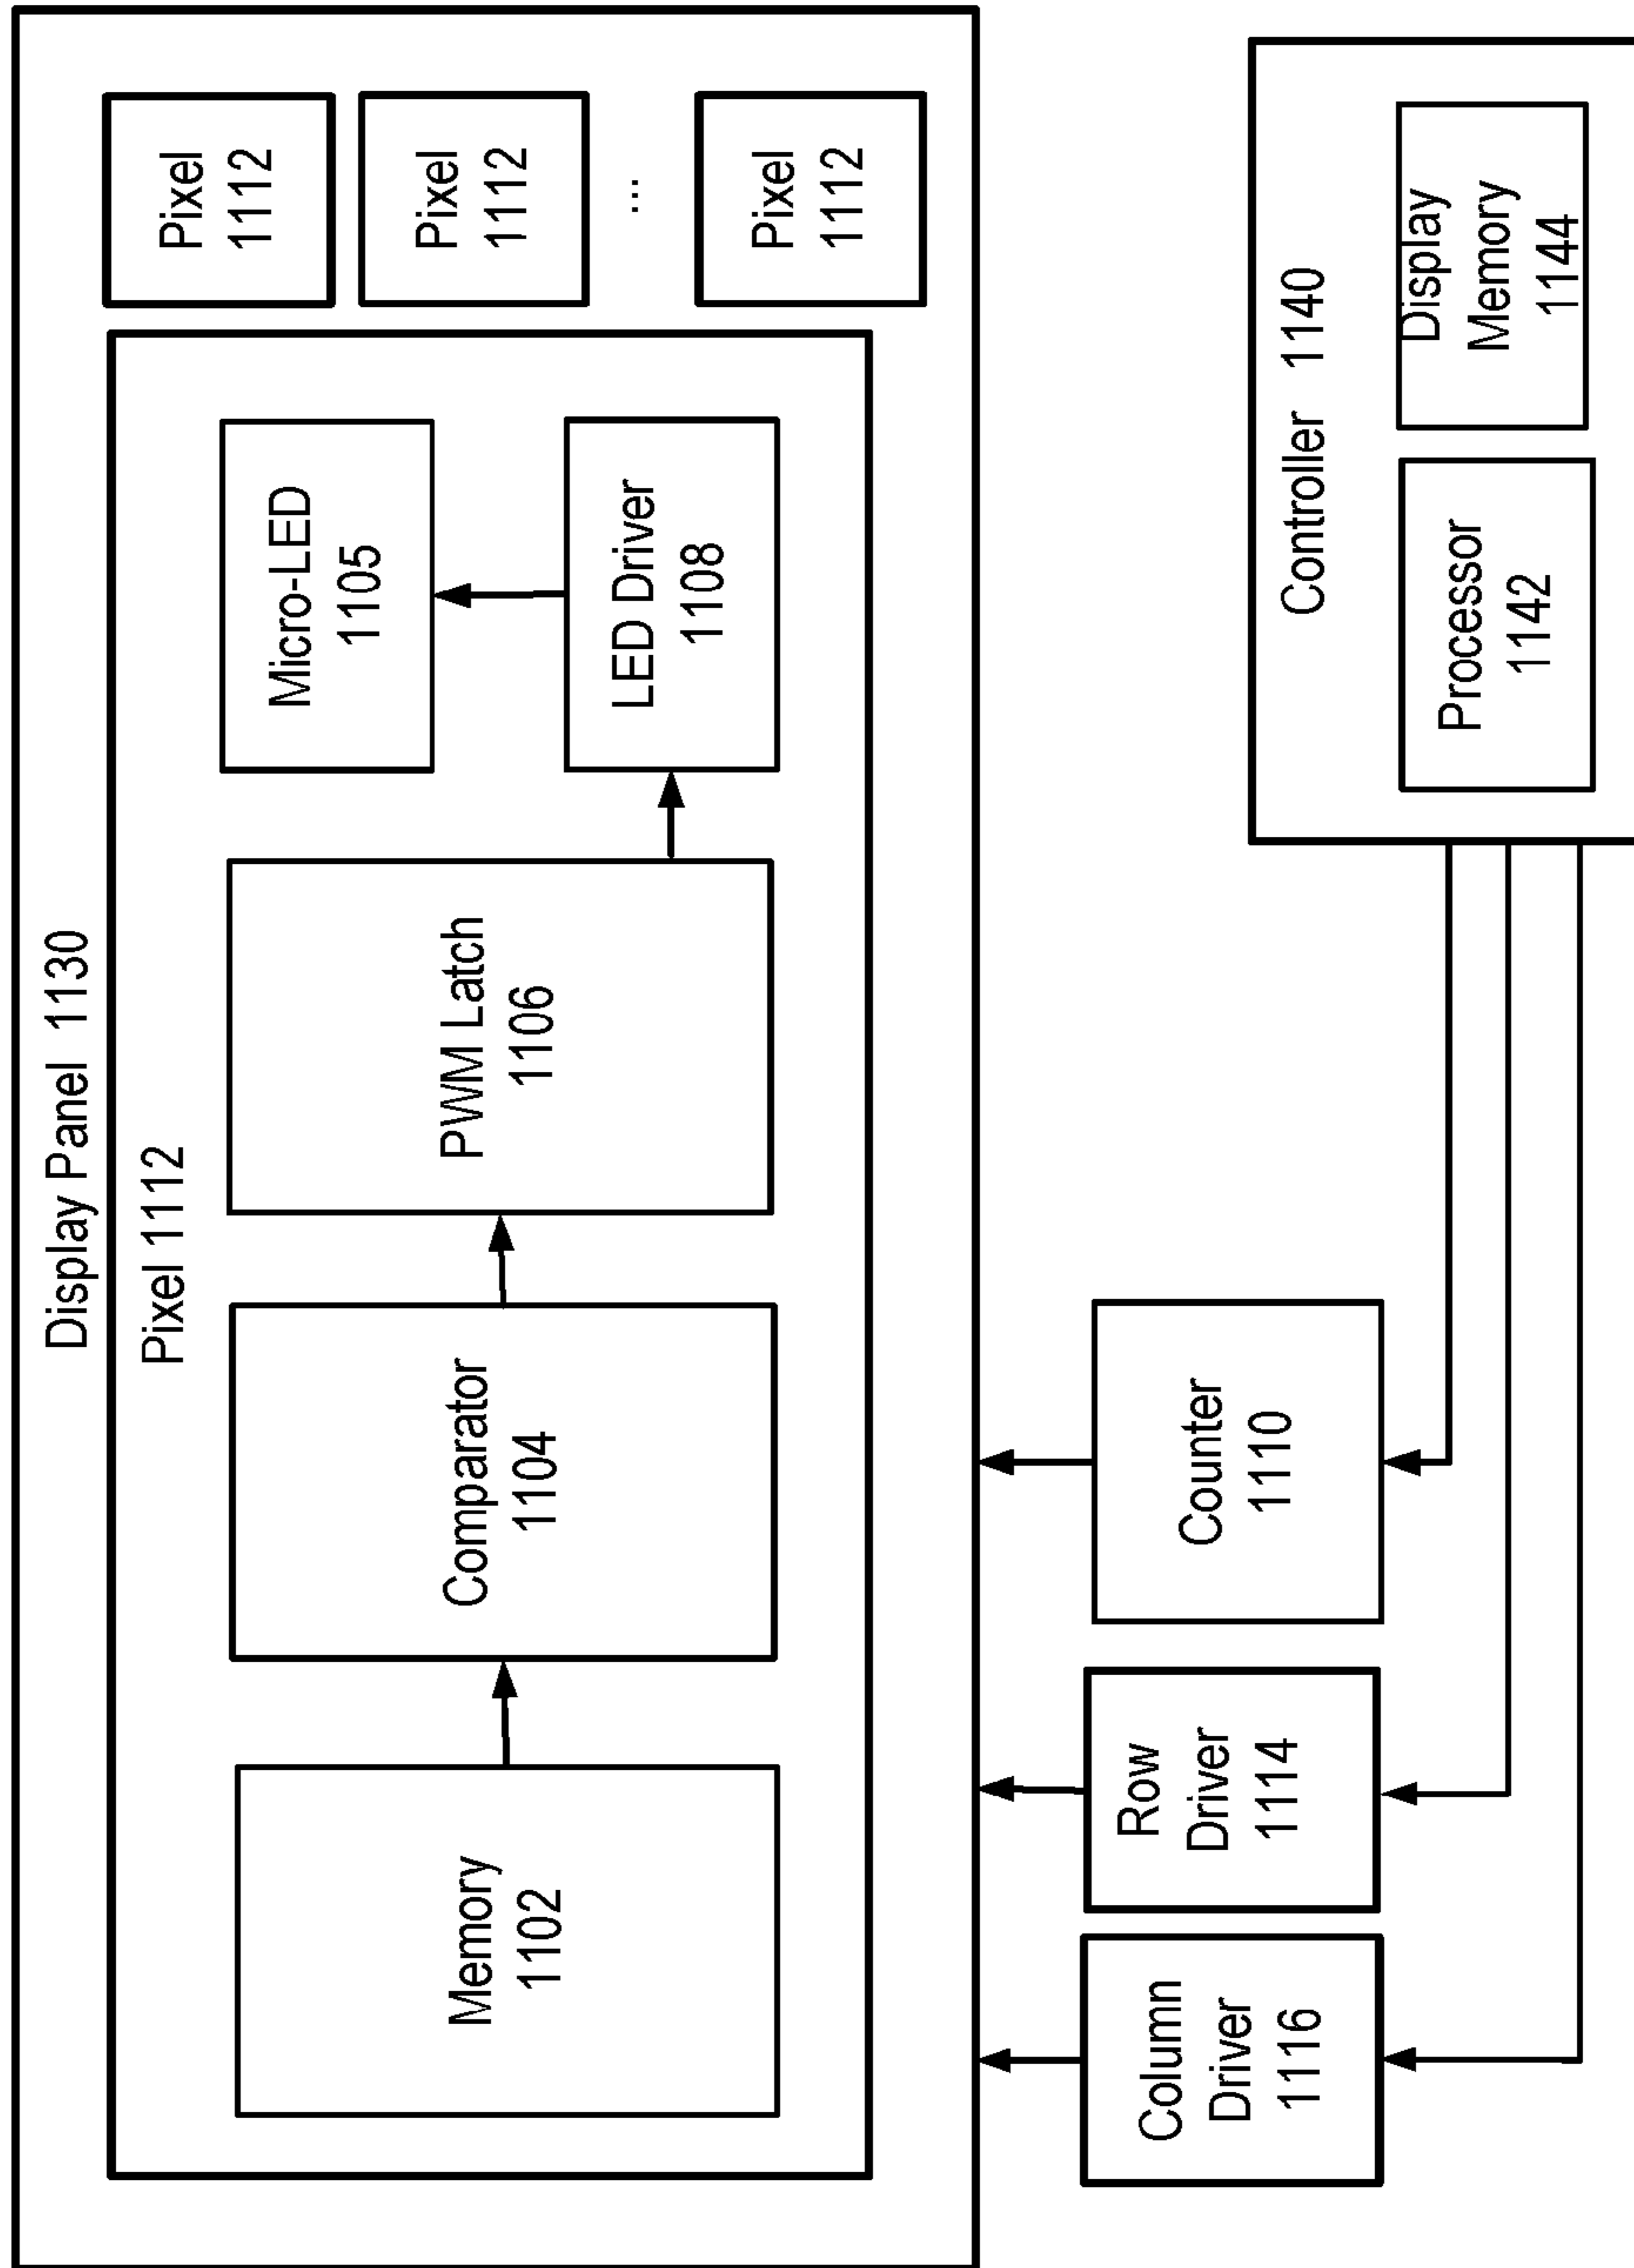 Display Panel 1130
Pixel 1112
Memory
1102
Comparator
1104
PWM Latch
1106
Micro-LED
1105
LED Driver
1108
Pixel
1112
Pixel
1112
...
Pixel
1112
Column
Driver
1116
Row
Driver
1114
Counter
1110
Controller 1140
Processor
1142
Display
Memory
1144